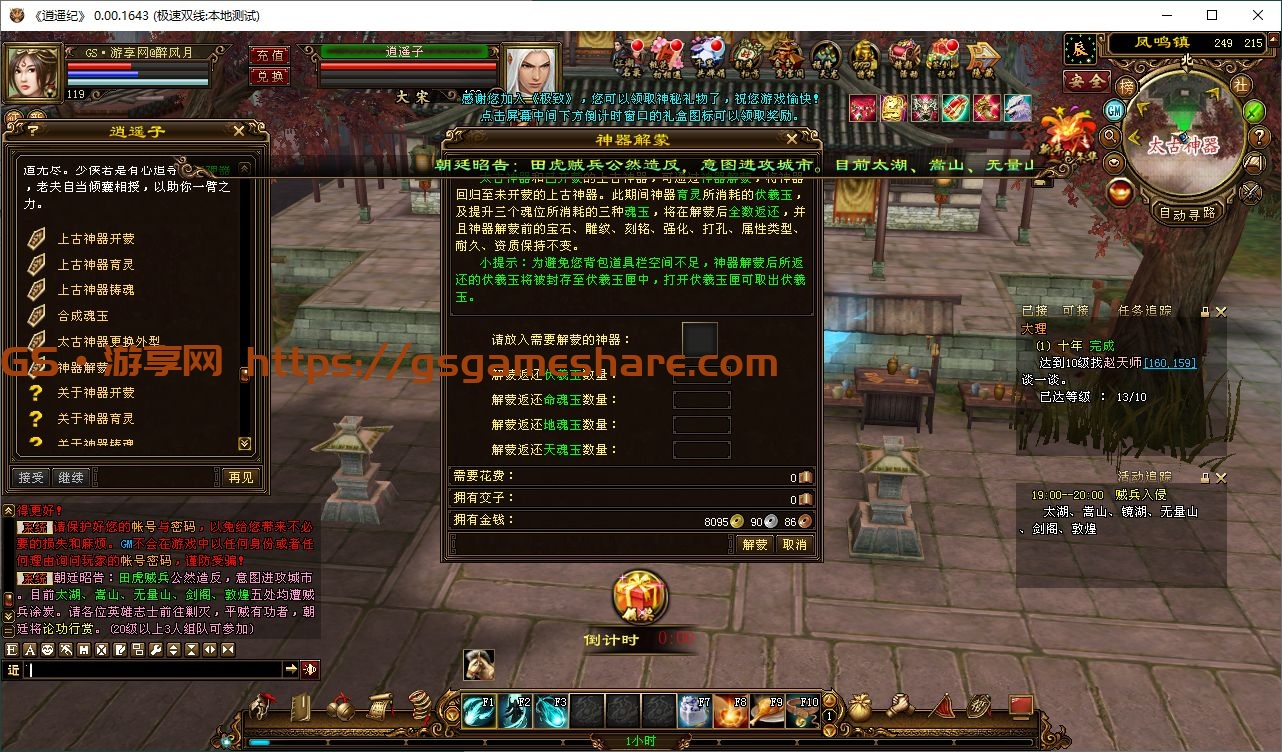 《逍遥纪》 0.00.1643 (极速双线:本地测试)
GS·游享网@醉风月
119
充值
兑换
逍遥子
大宋
感谢您加入《极致》，您可以领取神秘礼物了，祝您游戏愉快！
点击屏幕中间下方倒计时窗口的礼盒图标可以领取奖励。
辰
凤鸣镇
249 215
安全
北
榜
社
GM
太古神器
自动寻路
?
逍遥子
道无尽。少侠若是有心追寻
，老夫自当倾囊相授，以助你一臂之
力。
上古神器开蒙
上古神器育灵
上古神器铸魂
合成魂玉
太古神器更换外型
神器解蒙
关于神器开蒙
关于神器育灵
关于神器铸魂
接受
继续
再见
神器解蒙
朝廷昭告：田虎贼兵公然造反，意图进攻城市。目前太湖、嵩山、无量山
回归至未开蒙的上古神器。此期间神器育灵所消耗的伏羲玉，
及提升三个魂位所消耗的三种魂玉，将在解蒙后全数返还，并
且神器解蒙前的宝石、雕纹、刻铭、强化、打孔、属性类型、
耐久、资质保持不变。
小提示：为避免您背包道具栏空间不足，神器解蒙后所返
还的伏羲玉将被封存至伏羲玉匣中，打开伏羲玉匣可取出伏羲
玉。
请放入需要解蒙的神器：
解蒙返还伏羲玉数量：
解蒙返还命魂玉数量：
解蒙返还地魂玉数量：
解蒙返还天魂玉数量：
需要花费：
0
拥有交子：
0
拥有金钱：
8095 90 86
解蒙
取消
GS·游享网 https://gsgameshare.com
已接 可接 任务追踪
大理
(1) 十年 完成
达到10级找赵天师[160,159]
谈一谈。
已达等级 ： 13/10
活动追踪
19:00--20:00 贼兵入侵
太湖、嵩山、镜湖、无量山
、剑阁、敦煌
得更好！
系统 请保护好您的帐号与密码，以免给您带来不必
要的损失和麻烦。GM不会在游戏中以任何身份或者任
何理由询问玩家的帐号密码，谨防受骗！
系统 朝廷昭告：田虎贼兵公然造反，意图进攻城市
。目前太湖、嵩山、无量山、剑阁、敦煌五处均遭贼
兵涂炭。请各位英雄志士前往剿灭，平贼有功者，朝
廷将论功行赏。(20级以上3人组队可参加)
近
领奖
倒计时 0:00
F1
F2
F3
F7
F8
F9
F10
1
1小时